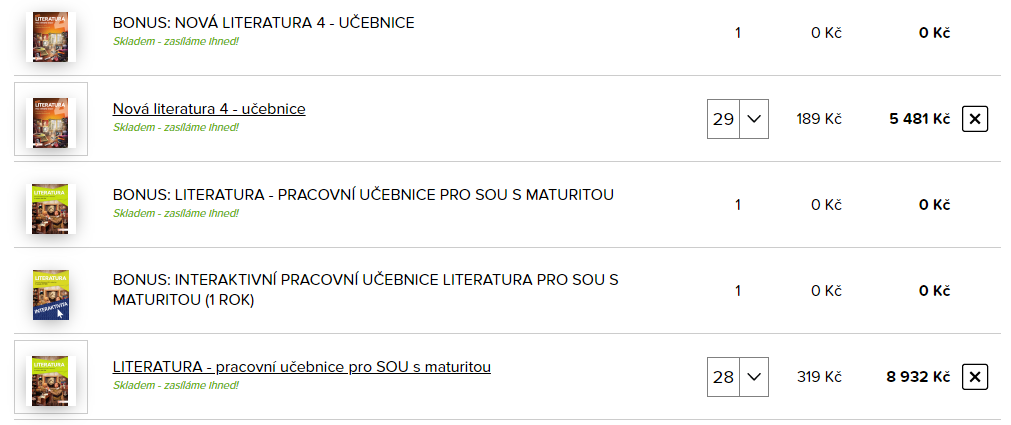 BONUS: NOVÁ LITERATURA 4 - UČEBNICE 1 0 Kč 0 Kč
Skladem - zasíláme Ihned!
Nová literatura 4 - učebnice 29 189 Kč 5 481 Kč
Skladem - zasíláme Ihned!
BONUS: LITERATURA - PRACOVNÍ UČEBNICE PRO SOU S MATURITOU 1 0 Kč 0 Kč
Skladem - zasíláme Ihned!
BONUS: INTERAKTIVNÍ PRACOVNÍ UČEBNICE LITERATURA PRO SOU S
MATURITOU (1 ROK) 1 0 Kč 0 Kč
LITERATURA
INTERAKTIVITA
LITERATURA - pracovní učebnice pro SOU s maturitou 28 319 Kč 8 932 Kč
Skladem - zasíláme Ihned!